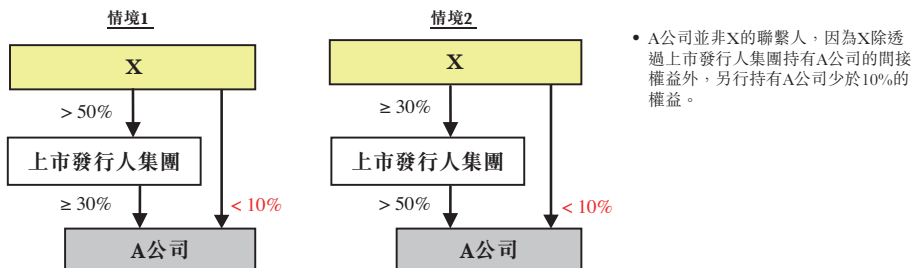 情境1
X
> 50%
上市發行人集團
≥ 30%
< 10%
A公司
情境2
X
≥ 30%
上市發行人集團
> 50%
< 10%
A公司
• A公司並非X的聯繫人，因為X除透
過上市發行人集團持有A公司的間接
權益外，另行持有A公司少於10%的
權益。